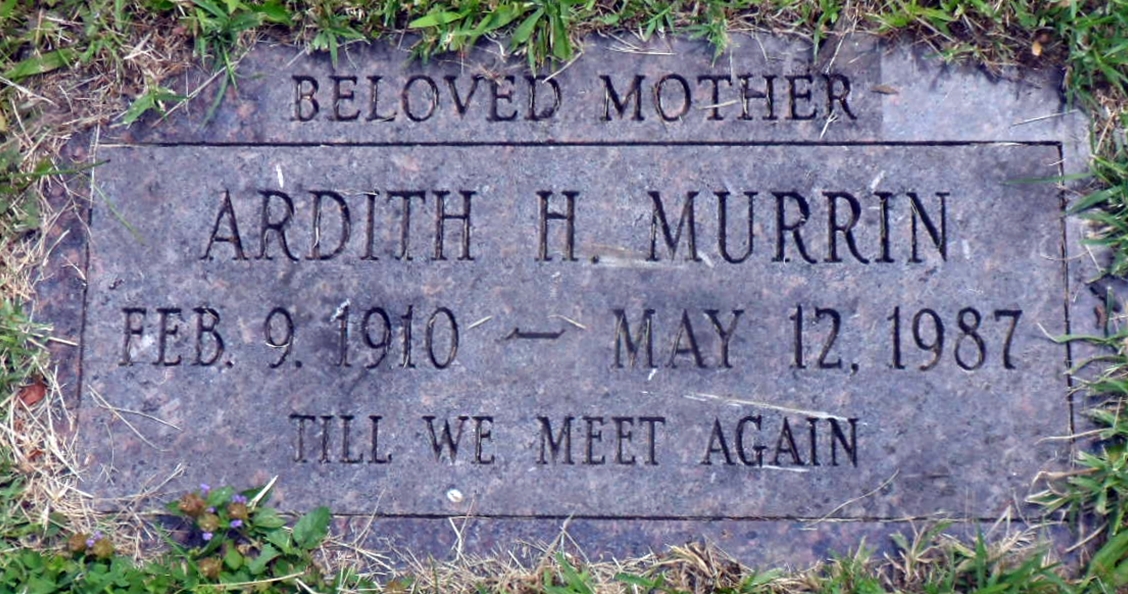 BELOVED MOTHER
ARDITH H. MURRIN
FEB. 9. 1910 — MAY 12, 1987
TILL WE MEET AGAIN